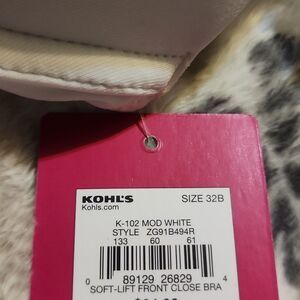 KOHL'S
Kohls.com
SIZE 32B
K-102 MOD WHITE
STYLE ZG91B494R
133 60 61
0 89129 26829 4
SOFT-LIFT FRONT CLOSE BRA